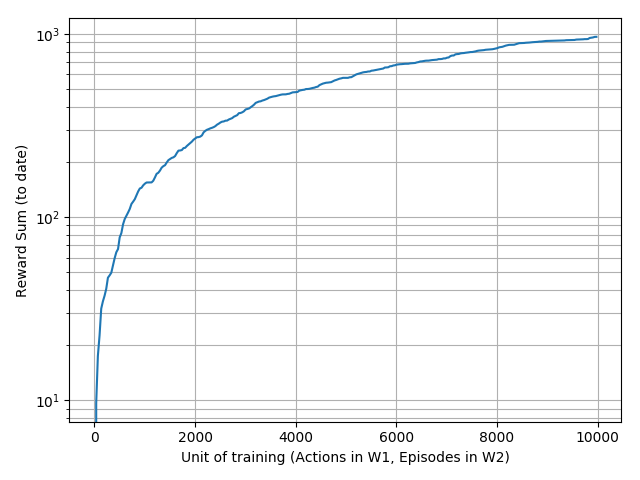 10³
10²
10¹
Reward Sum (to date)
0 2000 4000 6000 8000 10000
Unit of training (Actions in W1, Episodes in W2)